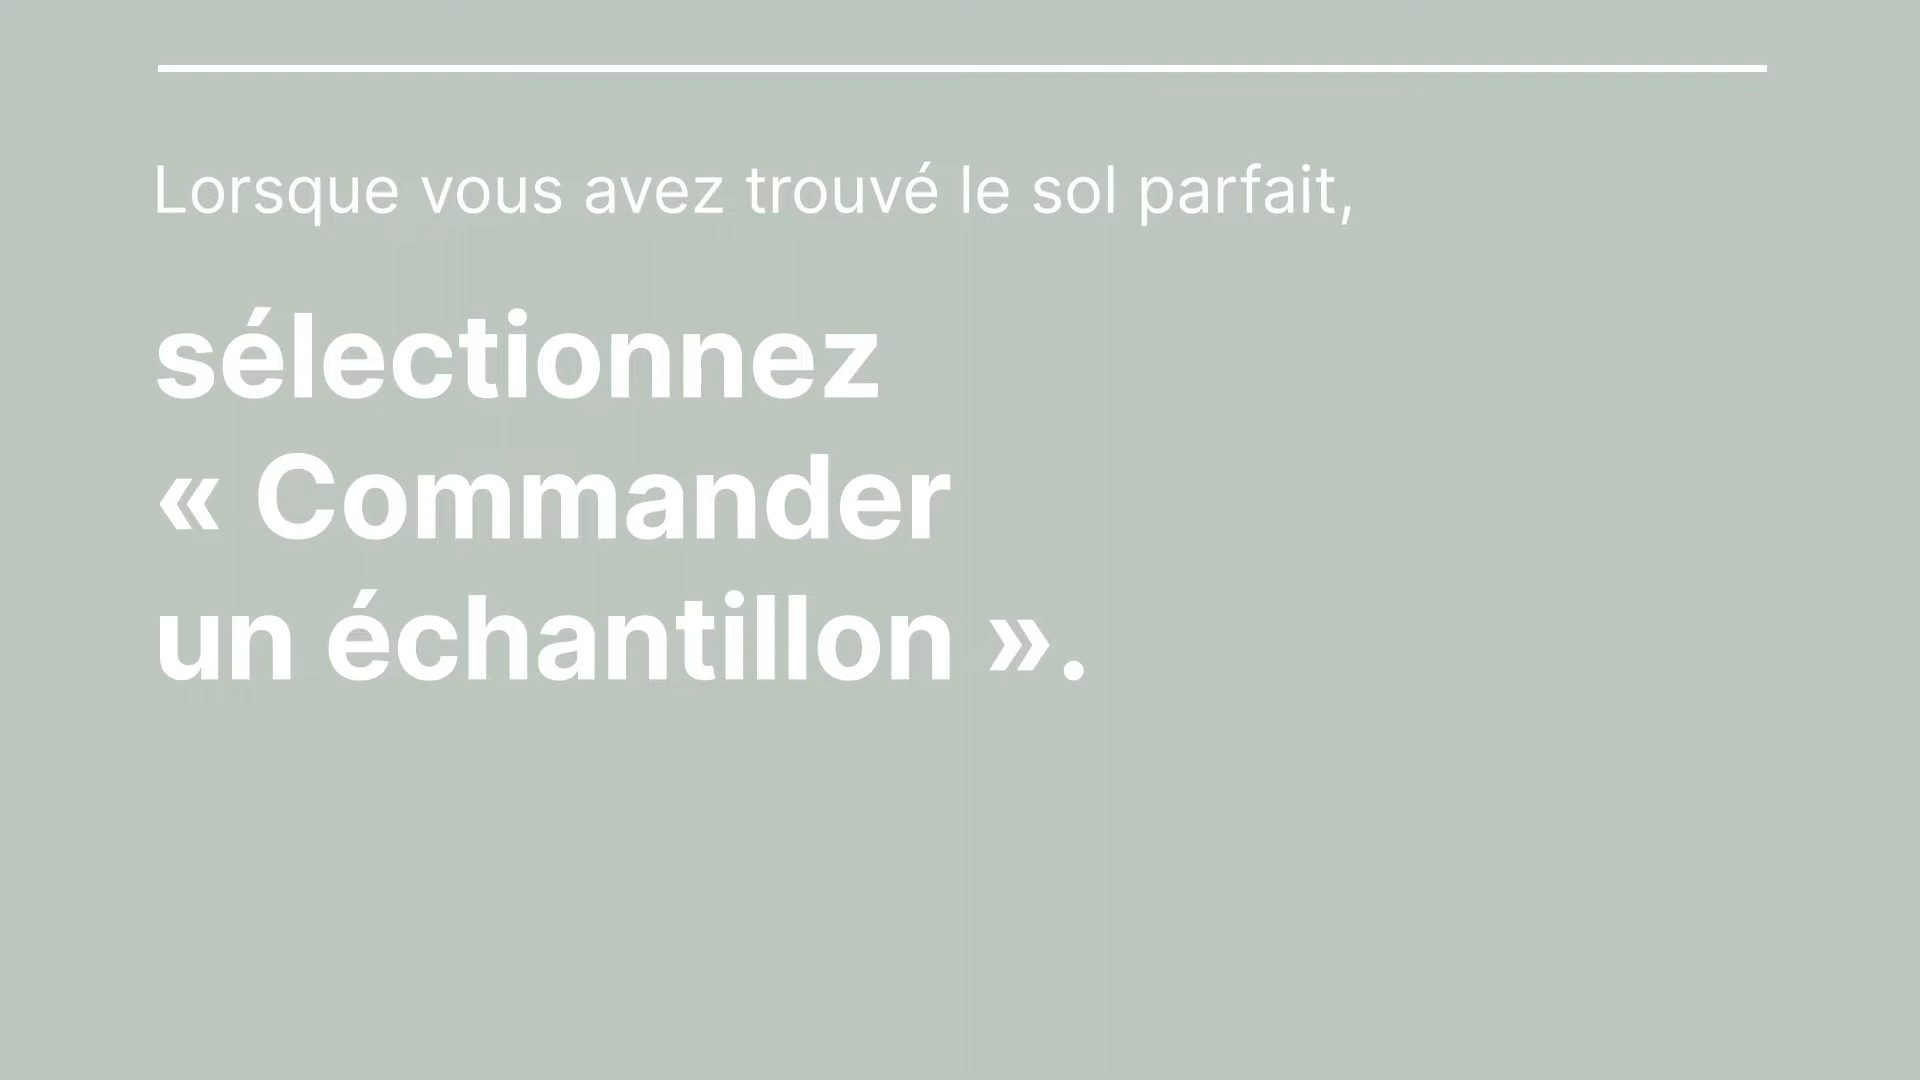 Lorsque vous avez trouvé le sol parfait,
sélectionnez
« Commander
un échantillon ».